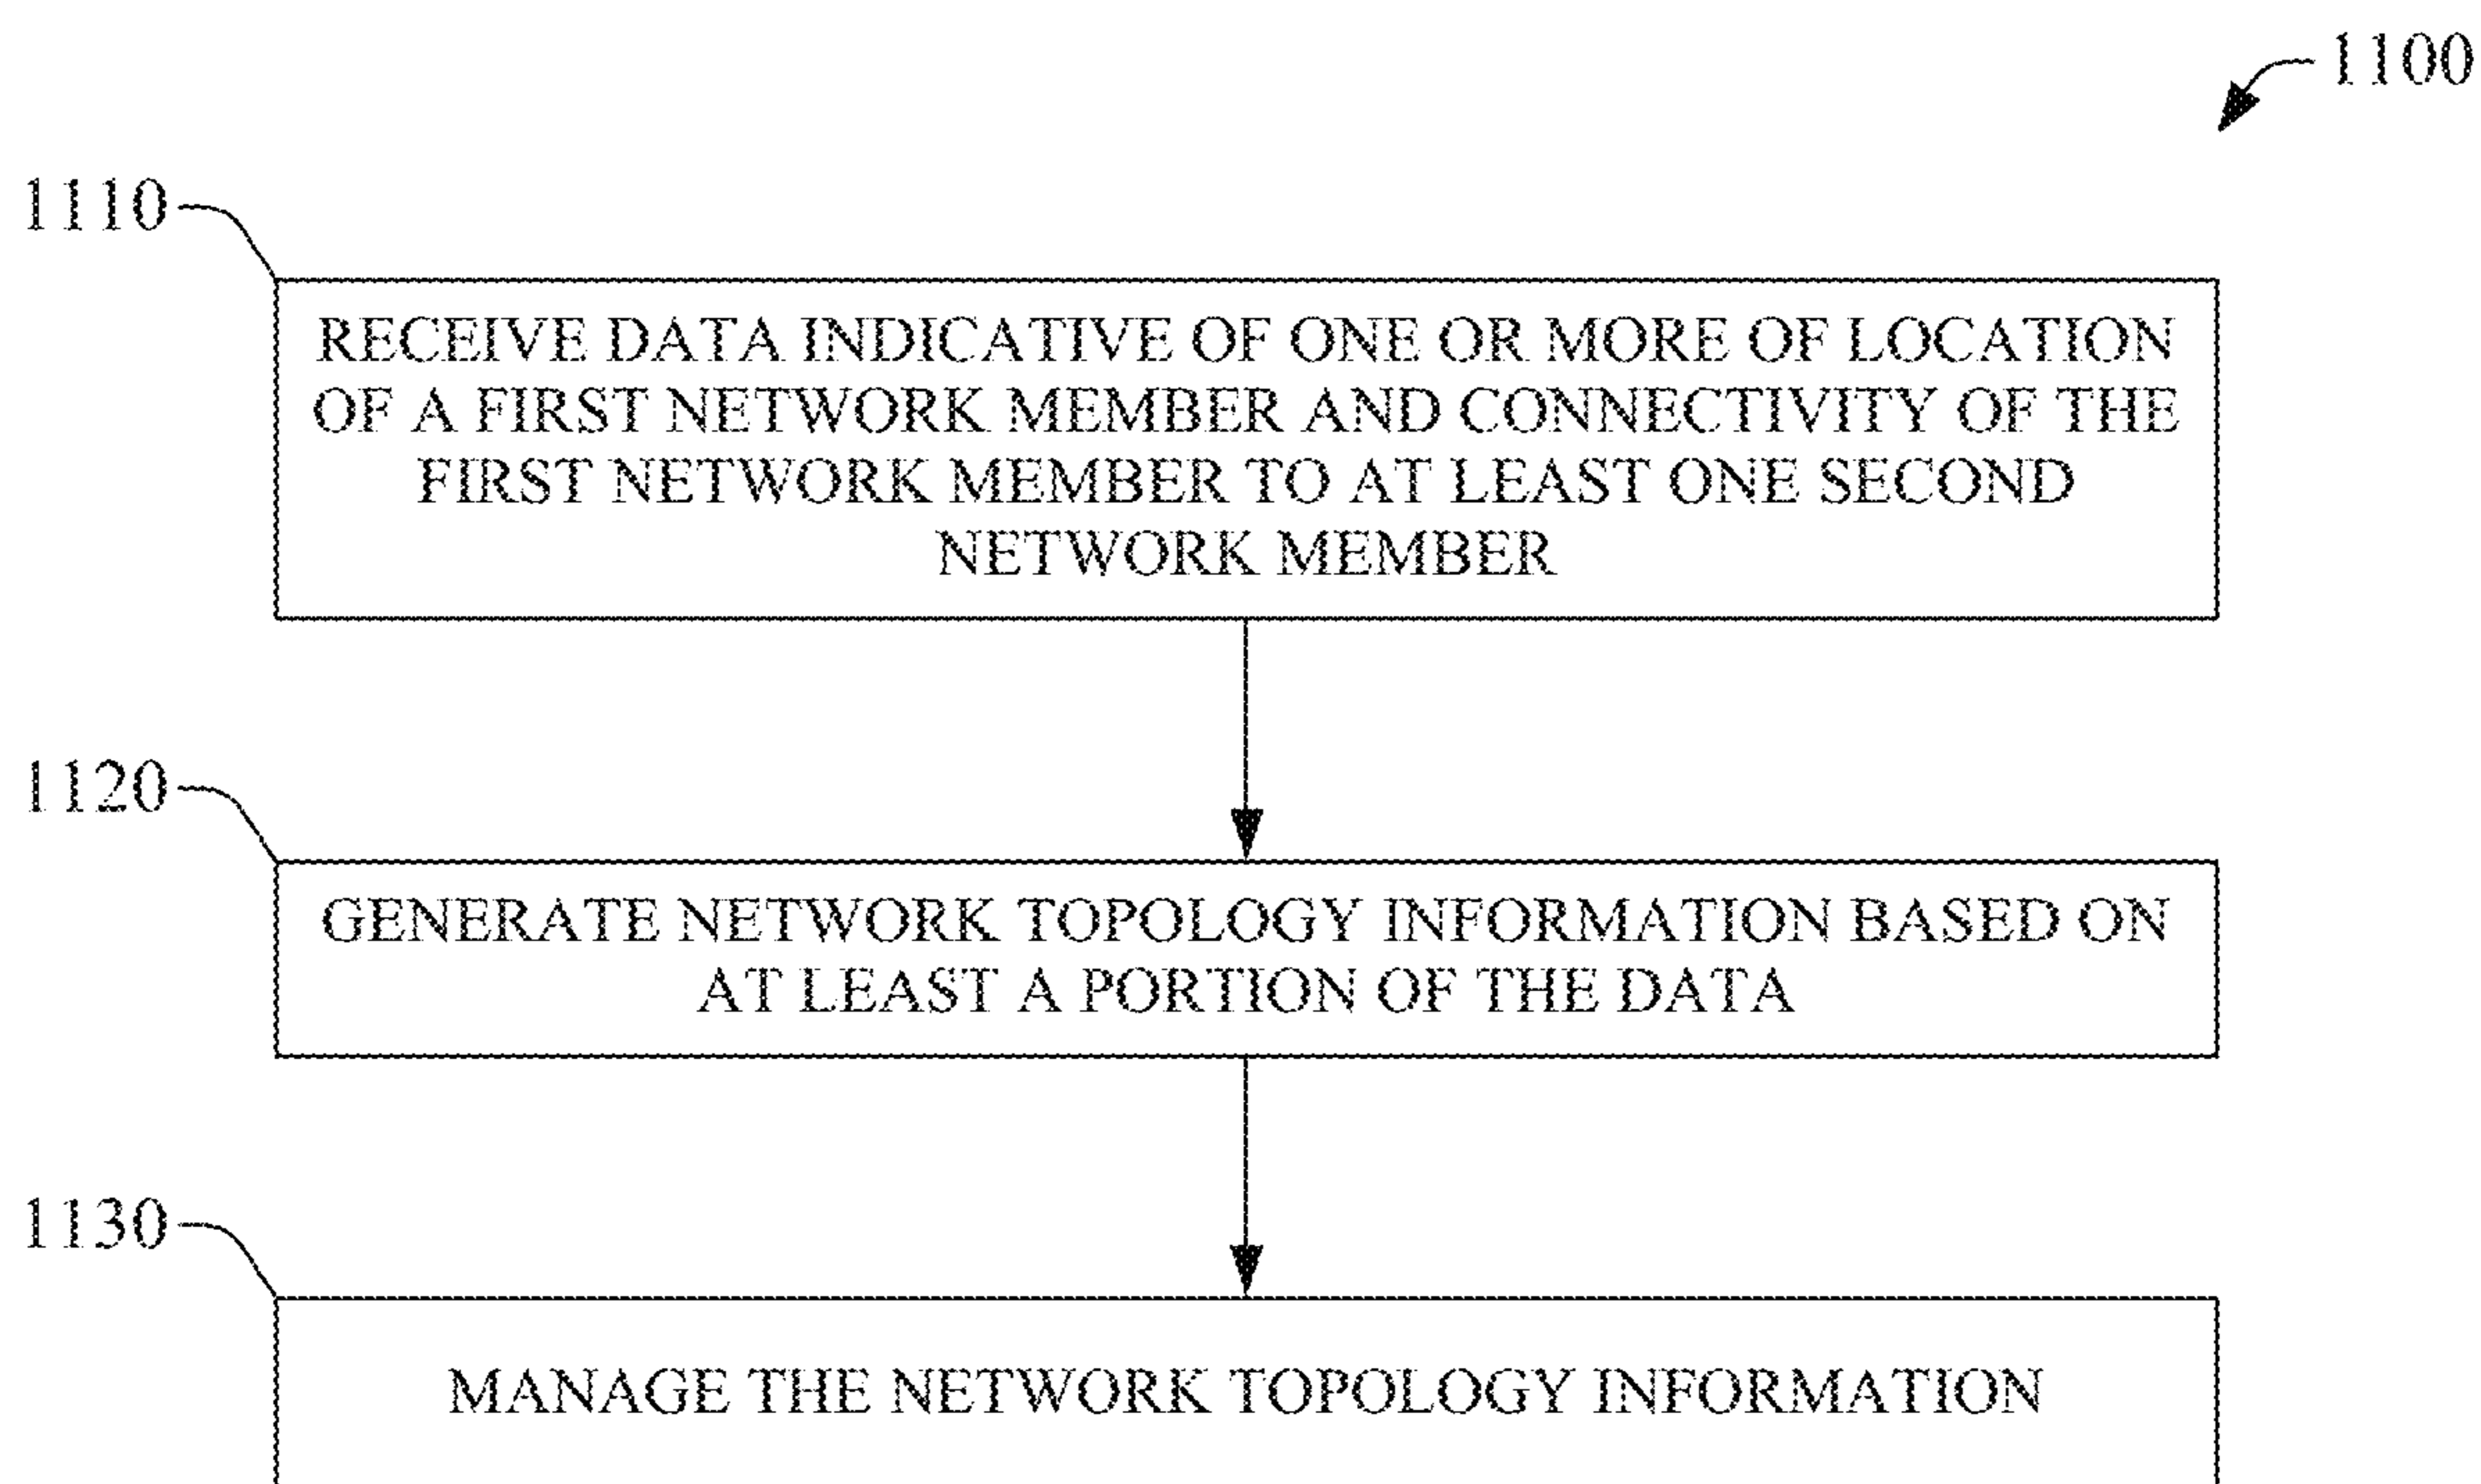 1100
1110
RECEIVE DATA INDICATIVE OF ONE OR MORE OF LOCATION
OF A FIRST NETWORK MEMBER AND CONNECTIVITY OF THE
FIRST NETWORK MEMBER TO AT LEAST ONE SECOND
NETWORK MEMBER
1120
GENERATE NETWORK TOPOLOGY INFORMATION BASED ON
AT LEAST A PORTION OF THE DATA
1130
MANAGE THE NETWORK TOPOLOGY INFORMATION